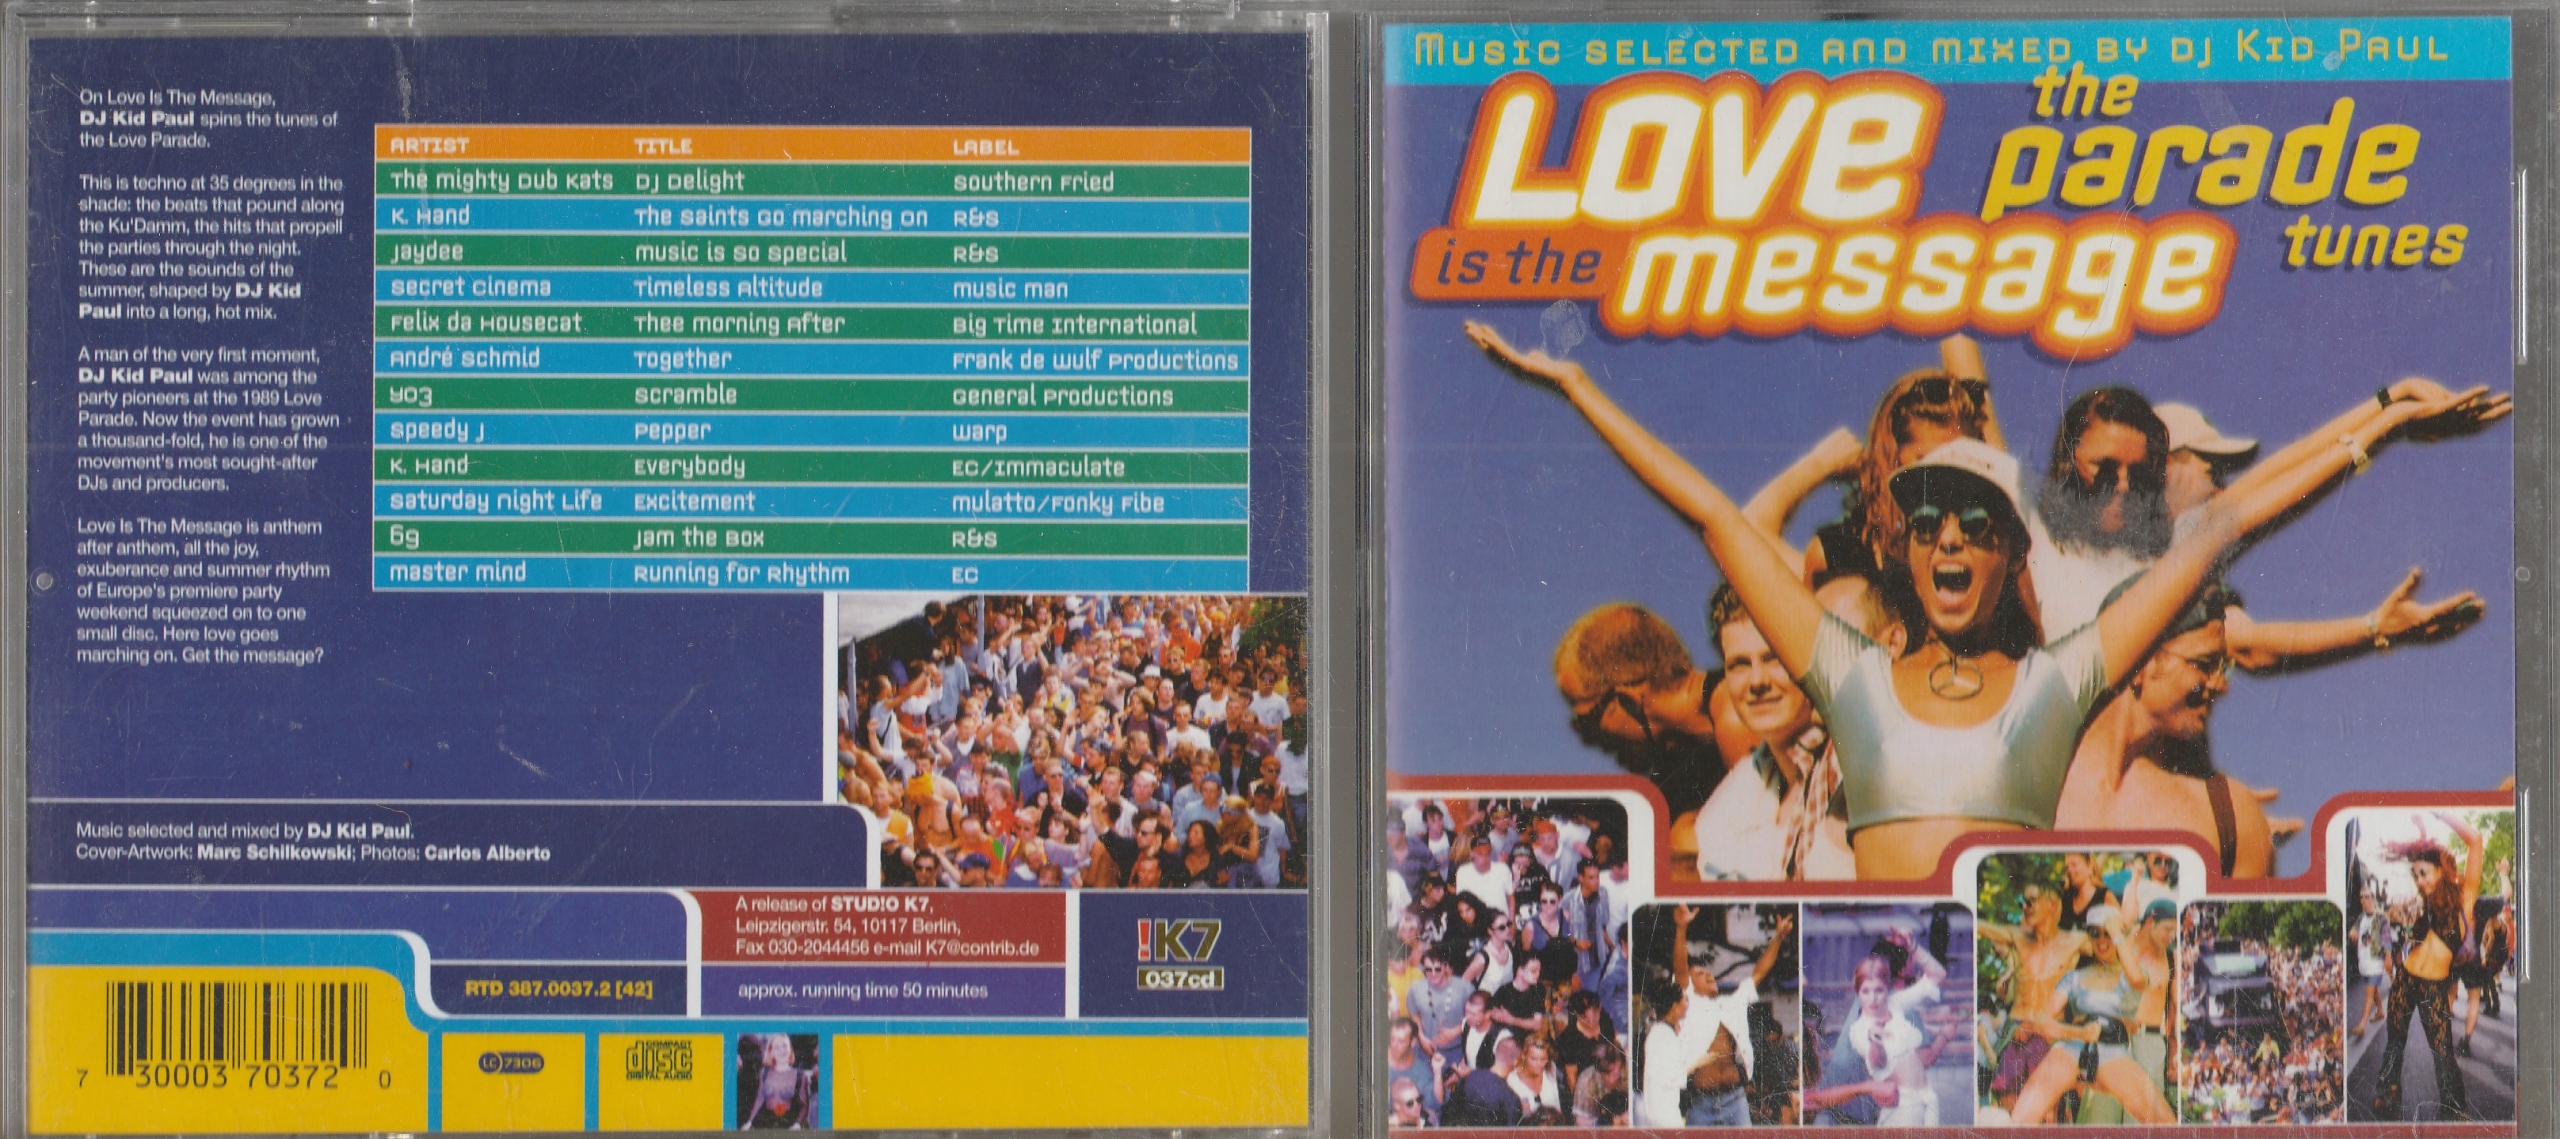 On Love Is The Message,
DJ Kid Paul spins the tunes of
the Love Parade.
This is techno at 35 degrees in the
shade: the beats that pound along
the Ku'Damm, the hits that propell
the parties through the night.
These are the sounds of the
summer, shaped by DJ Kid
Paul into a long, hot mix.
A man of the very first moment,
DJ Kid Paul was among the
party pioneers at the 1989 Love
Parade. Now the event has grown
a thousand-fold, he is one of the
movement's most sought-after
DJs and producers.
Love Is The Message is anthem
after anthem, all the joy,
exuberance and summer rhythm
of Europe's premiere party
weekend squeezed on to one
small disc. Here love goes
marching on. Get the message?
ARTIST TITLE LABEL
The Mighty Dub Kats DJ Delight Southern Fried
K. Hand The Saints Go Marching On R&S
Jaydee Music Is So Special R&S
Secret Cinema Timeless Altitude Music Man
Felix da Housecat Thee Morning After Big Time International
André Schmid Together Frank de Wulf Productions
YO3 Scramble General Productions
Speedy J Pepper Warp
K. Hand Everybody EC/Immaculate
Saturday Night Life Excitement Mulatto/Fonky Fibe
6g Jam the Box R&S
Master Mind Running for Rhythm EC
Music selected and mixed by DJ Kid Paul.
Cover-Artwork: Marc Schilkowski; Photos: Carlos Alberto
A release of STUD!O K7,
Leipzigerstr. 54, 10117 Berlin,
Fax 030-2044456 e-mail K7@contrib.de
RTD 387.0037.2 [42]
approx. running time 50 minutes
!K7
037cd
7 30003 70372 0
LC 7306
COMPACT
disc
DIGITAL AUDIO
Music selected and mixed by DJ Kid Paul
Love
is the message
the
parade
tunes